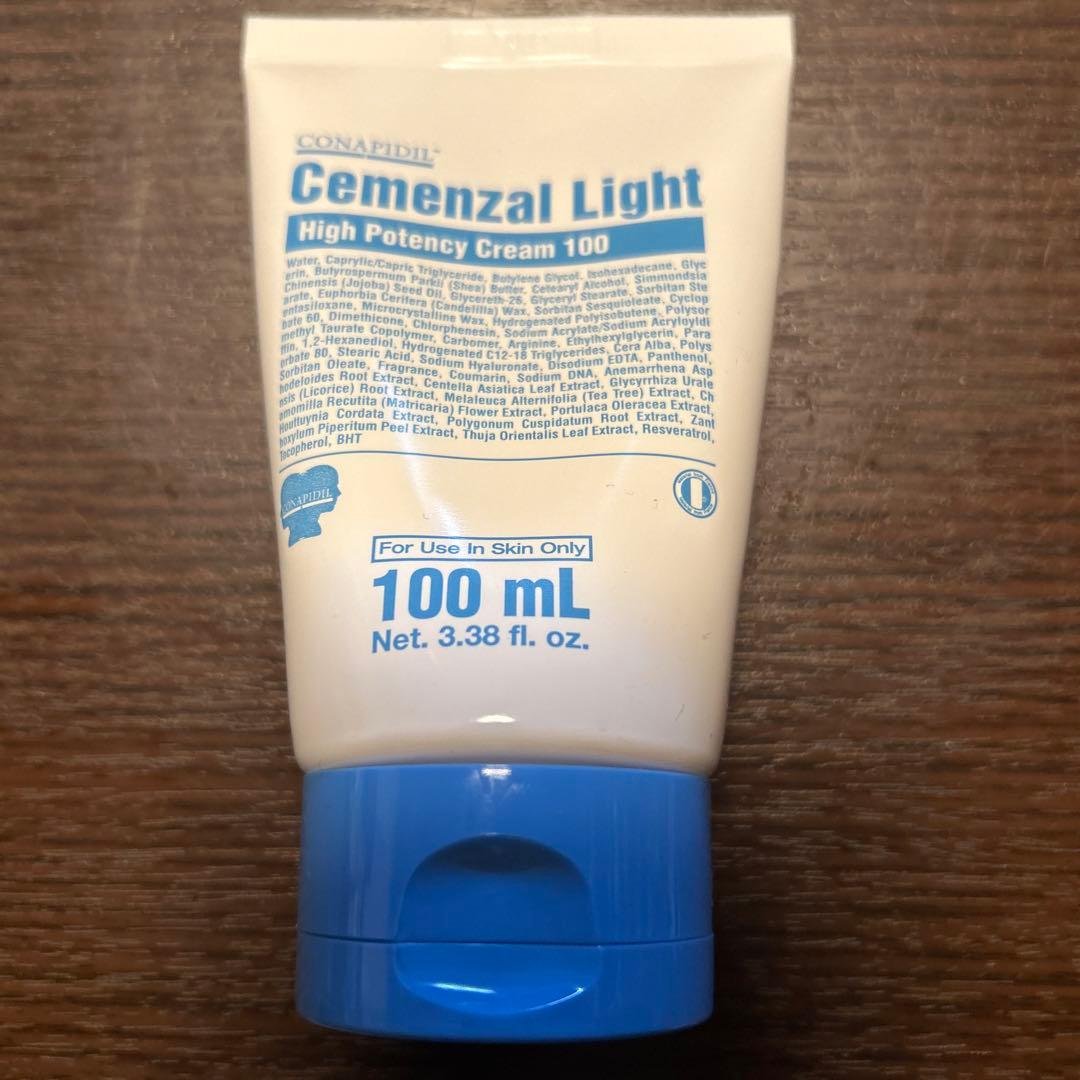 CONAPIDIL
Cemenzal Light
High Potency Cream 100
Water, Caprylic/Capric Triglyceride, Butylene Glycol, Isohexadecane, Glyc
erin, Butyrospermum Parkii (Shea) Butter, Cetearyl Alcohol, Simmondsia
Chinensis (Jojoba) Seed Oil, Glycereth-26, Glyceryl Stearate, Sorbitan Ste
arate, Euphorbia Cerifera (Candelilla) Wax, Sorbitan Sesquioleate, Cyclop
entasiloxane, Microcrystalline Wax, Hydrogenated Polyisobutene, Polysor
bate 60, Dimethicone, Chlorphenesin, Sodium Acrylate/Sodium Acryloyldi
methyl Taurate Copolymer, Carbomer, Arginine, Ethylhexylglycerin, Para
ffin, 1,2-Hexanediol, Hydrogenated C12-18 Triglycerides, Cera Alba, Polys
orbate 80, Stearic Acid, Sodium Hyaluronate, Disodium EDTA, Panthenol,
Sorbitan Oleate, Fragrance, Coumarin, Sodium DNA, Anemarrhena Asp
hodeloides Root Extract, Centella Asiatica Leaf Extract, Glycyrrhiza Urale
nsis (Licorice) Root Extract, Melaleuca Alternifolia (Tea Tree) Extract, Ch
amomilla Recutita (Matricaria) Flower Extract, Portulaca Oleracea Extract,
Houttuynia Cordata Extract, Polygonum Cuspidatum Root Extract, Zant
hoxylum Piperitum Peel Extract, Thuja Orientalis Leaf Extract, Resveratrol,
Tocopherol, BHT
CONAPIDIL
For Use In Skin Only
100 mL
Net. 3.38 fl. oz.